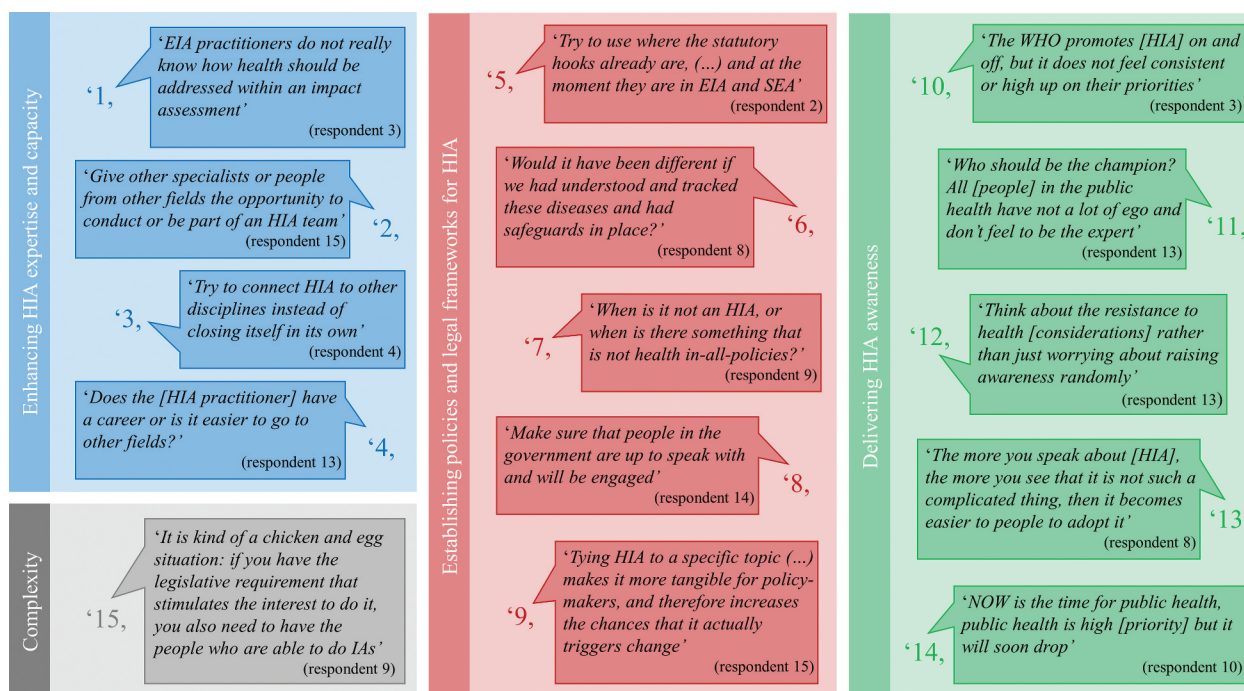 Enhancing HIA expertise and capacity
‘1,
‘EIA practitioners do not really
know how health should be
addressed within an impact
assessment’
(respondent 3)
‘Give other specialists or people
from other fields the opportunity to
conduct or be part of an HIA team’
(respondent 15)
‘2,
‘3,
‘Try to connect HIA to other
disciplines instead of
closing itself in its own’
(respondent 4)
‘Does the [HIA practitioner] have
a career or is it easier to go to
other fields?’
(respondent 13)
‘4,
Complexity
‘15,
‘It is kind of a chicken and egg
situation: if you have the
legislative requirement that
stimulates the interest to do it,
you also need to have the
people who are able to do IAs’
(respondent 9)
Establishing policies and legal frameworks for HIA
‘5,
‘Try to use where the statutory
hooks already are, (…) and at the
moment they are in EIA and SEA’
(respondent 2)
‘Would it have been different if
we had understood and tracked
these diseases and had
safeguards in place?’
(respondent 8)
‘6,
‘7,
‘When is it not an HIA, or
when is there something that
is not health in-all-policies?’
(respondent 9)
‘Make sure that people in the
government are up to speak with
and will be engaged’
(respondent 14)
‘8,
‘9,
‘Tying HIA to a specific topic (…)
makes it more tangible for policy-
makers, and therefore increases
the chances that it actually
triggers change’
(respondent 15)
Delivering HIA awareness
‘10,
‘The WHO promotes [HIA] on and
off, but it does not feel consistent
or high up on their priorities’
(respondent 3)
‘Who should be the champion?
All [people] in the public
health have not a lot of ego and
don’t feel to be the expert’
(respondent 13)
‘11,
‘12,
‘Think about the resistance to
health [considerations] rather
than just worrying about raising
awareness randomly’
(respondent 13)
‘The more you speak about [HIA],
the more you see that it is not such a
complicated thing, then it becomes
easier to people to adopt it’
(respondent 8)
‘13
‘14,
‘NOW is the time for public health,
public health is high [priority] but it
will soon drop’
(respondent 10)